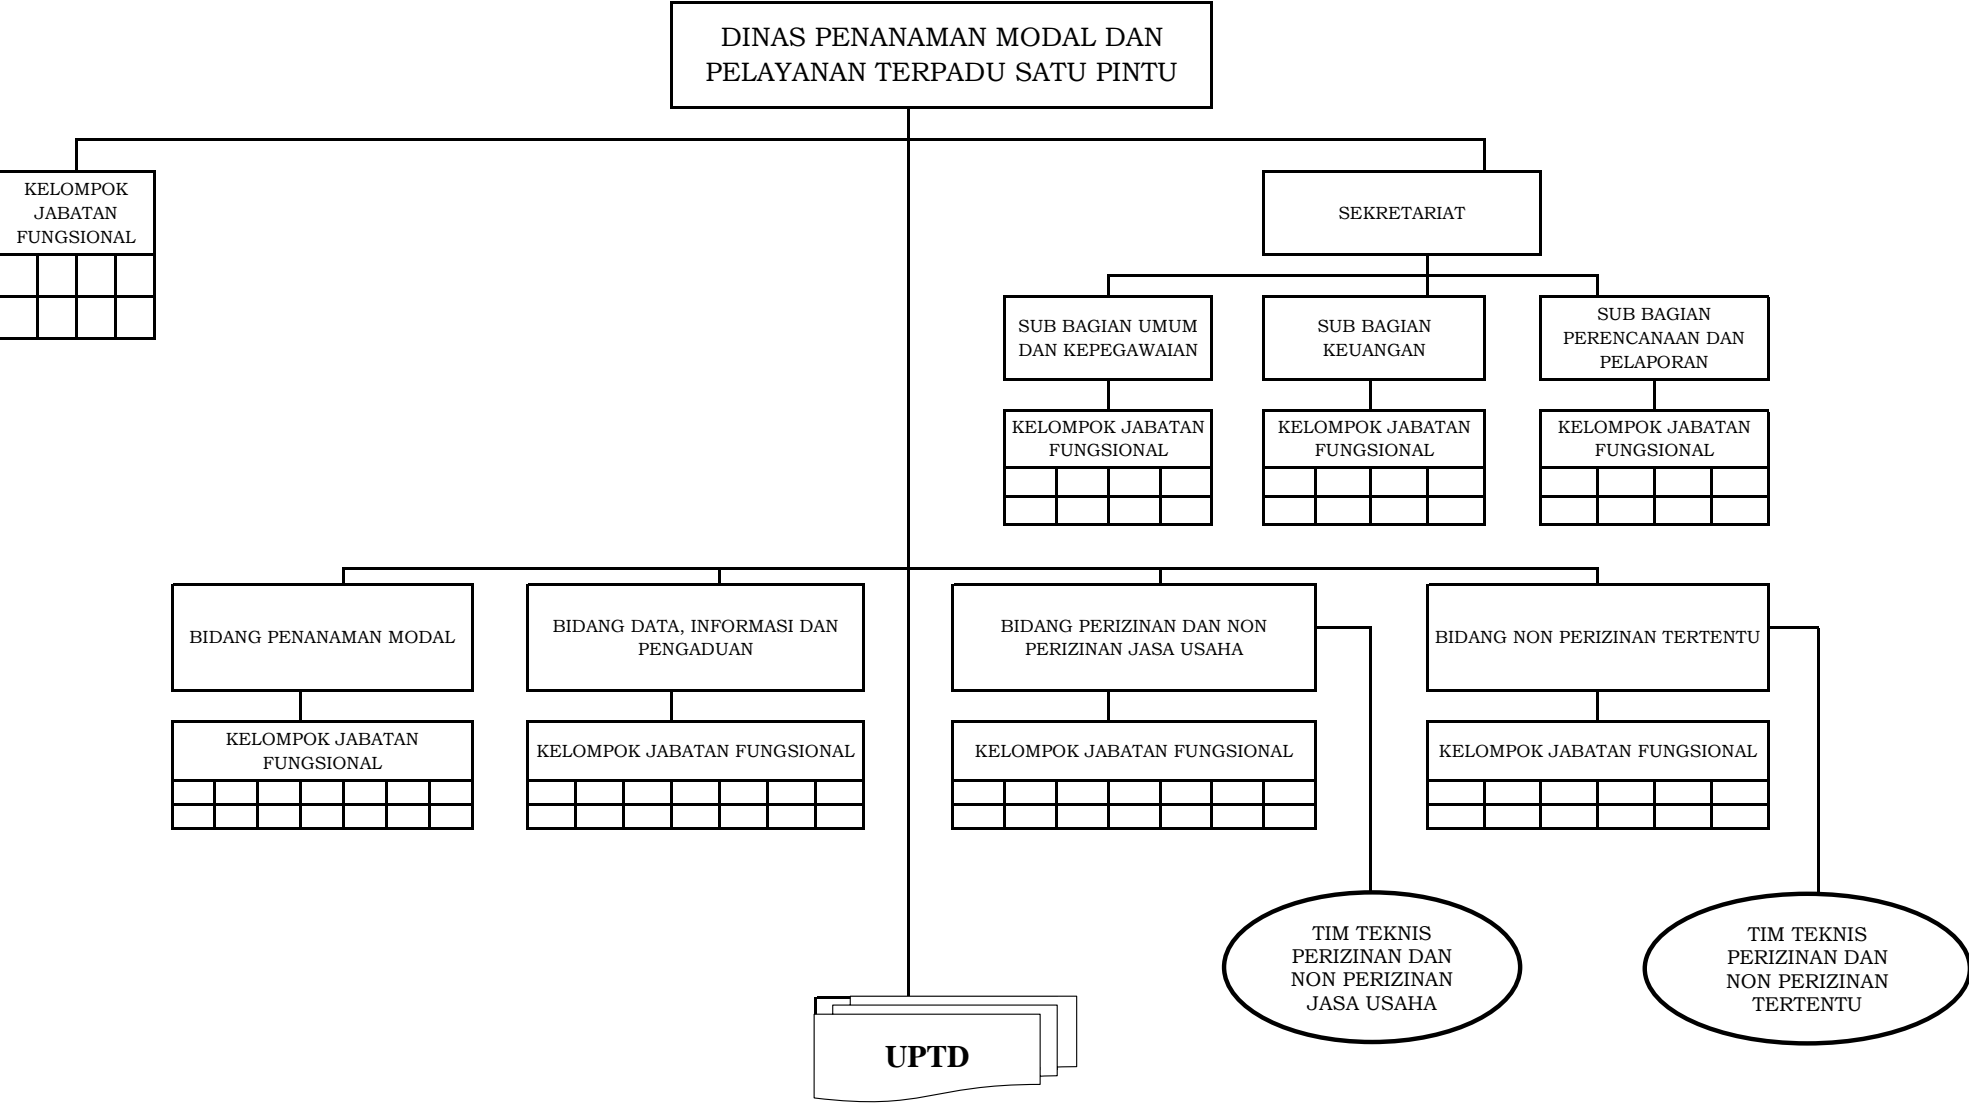 DINAS PENANAMAN MODAL DAN
PELAYANAN TERPADU SATU PINTU
KELOMPOK
JABATAN
FUNGSIONAL
SEKRETARIAT
SUB BAGIAN UMUM
DAN KEPEGAWAIAN
SUB BAGIAN
KEUANGAN
SUB BAGIAN
PERENCANAAN DAN
PELAPORAN
KELOMPOK JABATAN
FUNGSIONAL
KELOMPOK JABATAN
FUNGSIONAL
KELOMPOK JABATAN
FUNGSIONAL
BIDANG PENANAMAN MODAL
BIDANG DATA, INFORMASI DAN
PENGADUAN
BIDANG PERIZINAN DAN NON
PERIZINAN JASA USAHA
BIDANG NON PERIZINAN TERTENTU
KELOMPOK JABATAN
FUNGSIONAL
KELOMPOK JABATAN FUNGSIONAL
KELOMPOK JABATAN FUNGSIONAL
KELOMPOK JABATAN FUNGSIONAL
TIM TEKNIS
PERIZINAN DAN
NON PERIZINAN
JASA USAHA
TIM TEKNIS
PERIZINAN DAN
NON PERIZINAN
TERTENTU
UPTD